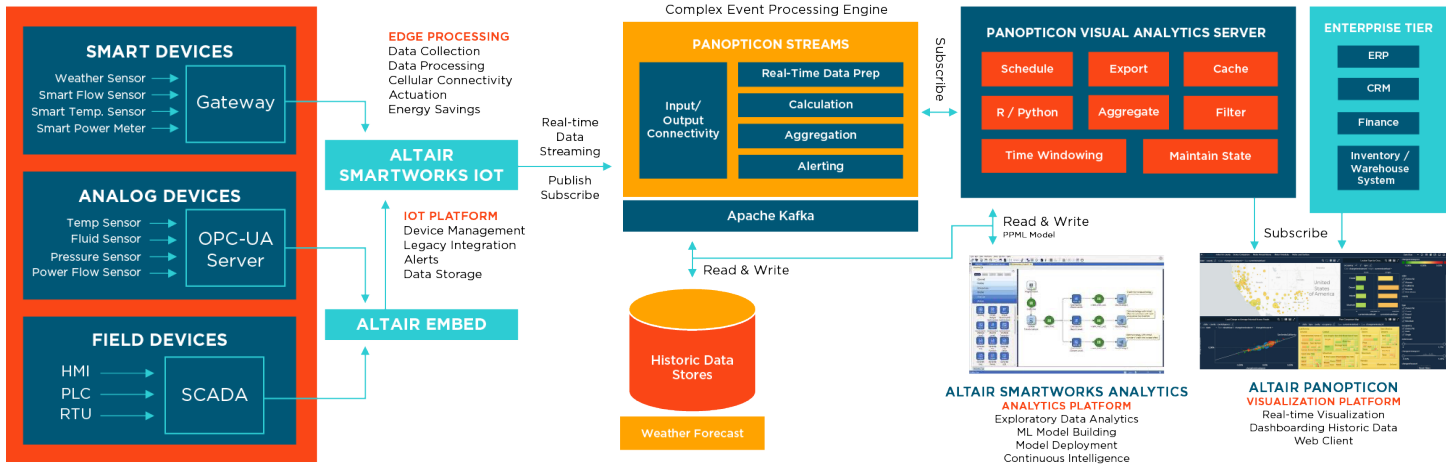 SMART DEVICES
Weather Sensor
Smart Flow Sensor
Smart Temp. Sensor
Smart Power Meter
Gateway
ANALOG DEVICES
Temp Sensor
Fluid Sensor
Pressure Sensor
Power Flow Sensor
OPC-UA
Server
FIELD DEVICES
HMI
PLC
RTU
SCADA
EDGE PROCESSING
Data Collection
Data Processing
Cellular Connectivity
Actuation
Energy Savings
ALTAIR
SMARTWORKS IOT
IOT PLATFORM
Device Management
Legacy Integration
Alerts
Data Storage
ALTAIR EMBED
Real-time
Data
Streaming
Publish
Subscribe
Complex Event Processing Engine
PANOPTICON STREAMS
Input/
Output
Connectivity
Real-Time Data Prep
Calculation
Aggregation
Alerting
Apache Kafka
Read & Write
Historic Data
Stores
Weather Forecast
Subscribe
PANOPTICON VISUAL ANALYTICS SERVER
Schedule
Export
Cache
R / Python
Aggregate
Filter
Time Windowing
Maintain State
Read & Write
PPML Model
ALTAIR SMARTWORKS ANALYTICS
ANALYTICS PLATFORM
Exploratory Data Analytics
ML Model Building
Model Deployment
Continuous Intelligence
ENTERPRISE TIER
ERP
CRM
Finance
Inventory /
Warehouse
System
Subscribe
United
States
of America
ALTAIR PANOPTICON
VISUALIZATION PLATFORM
Real-time Visualization
Dashboarding Historic Data
Web Client